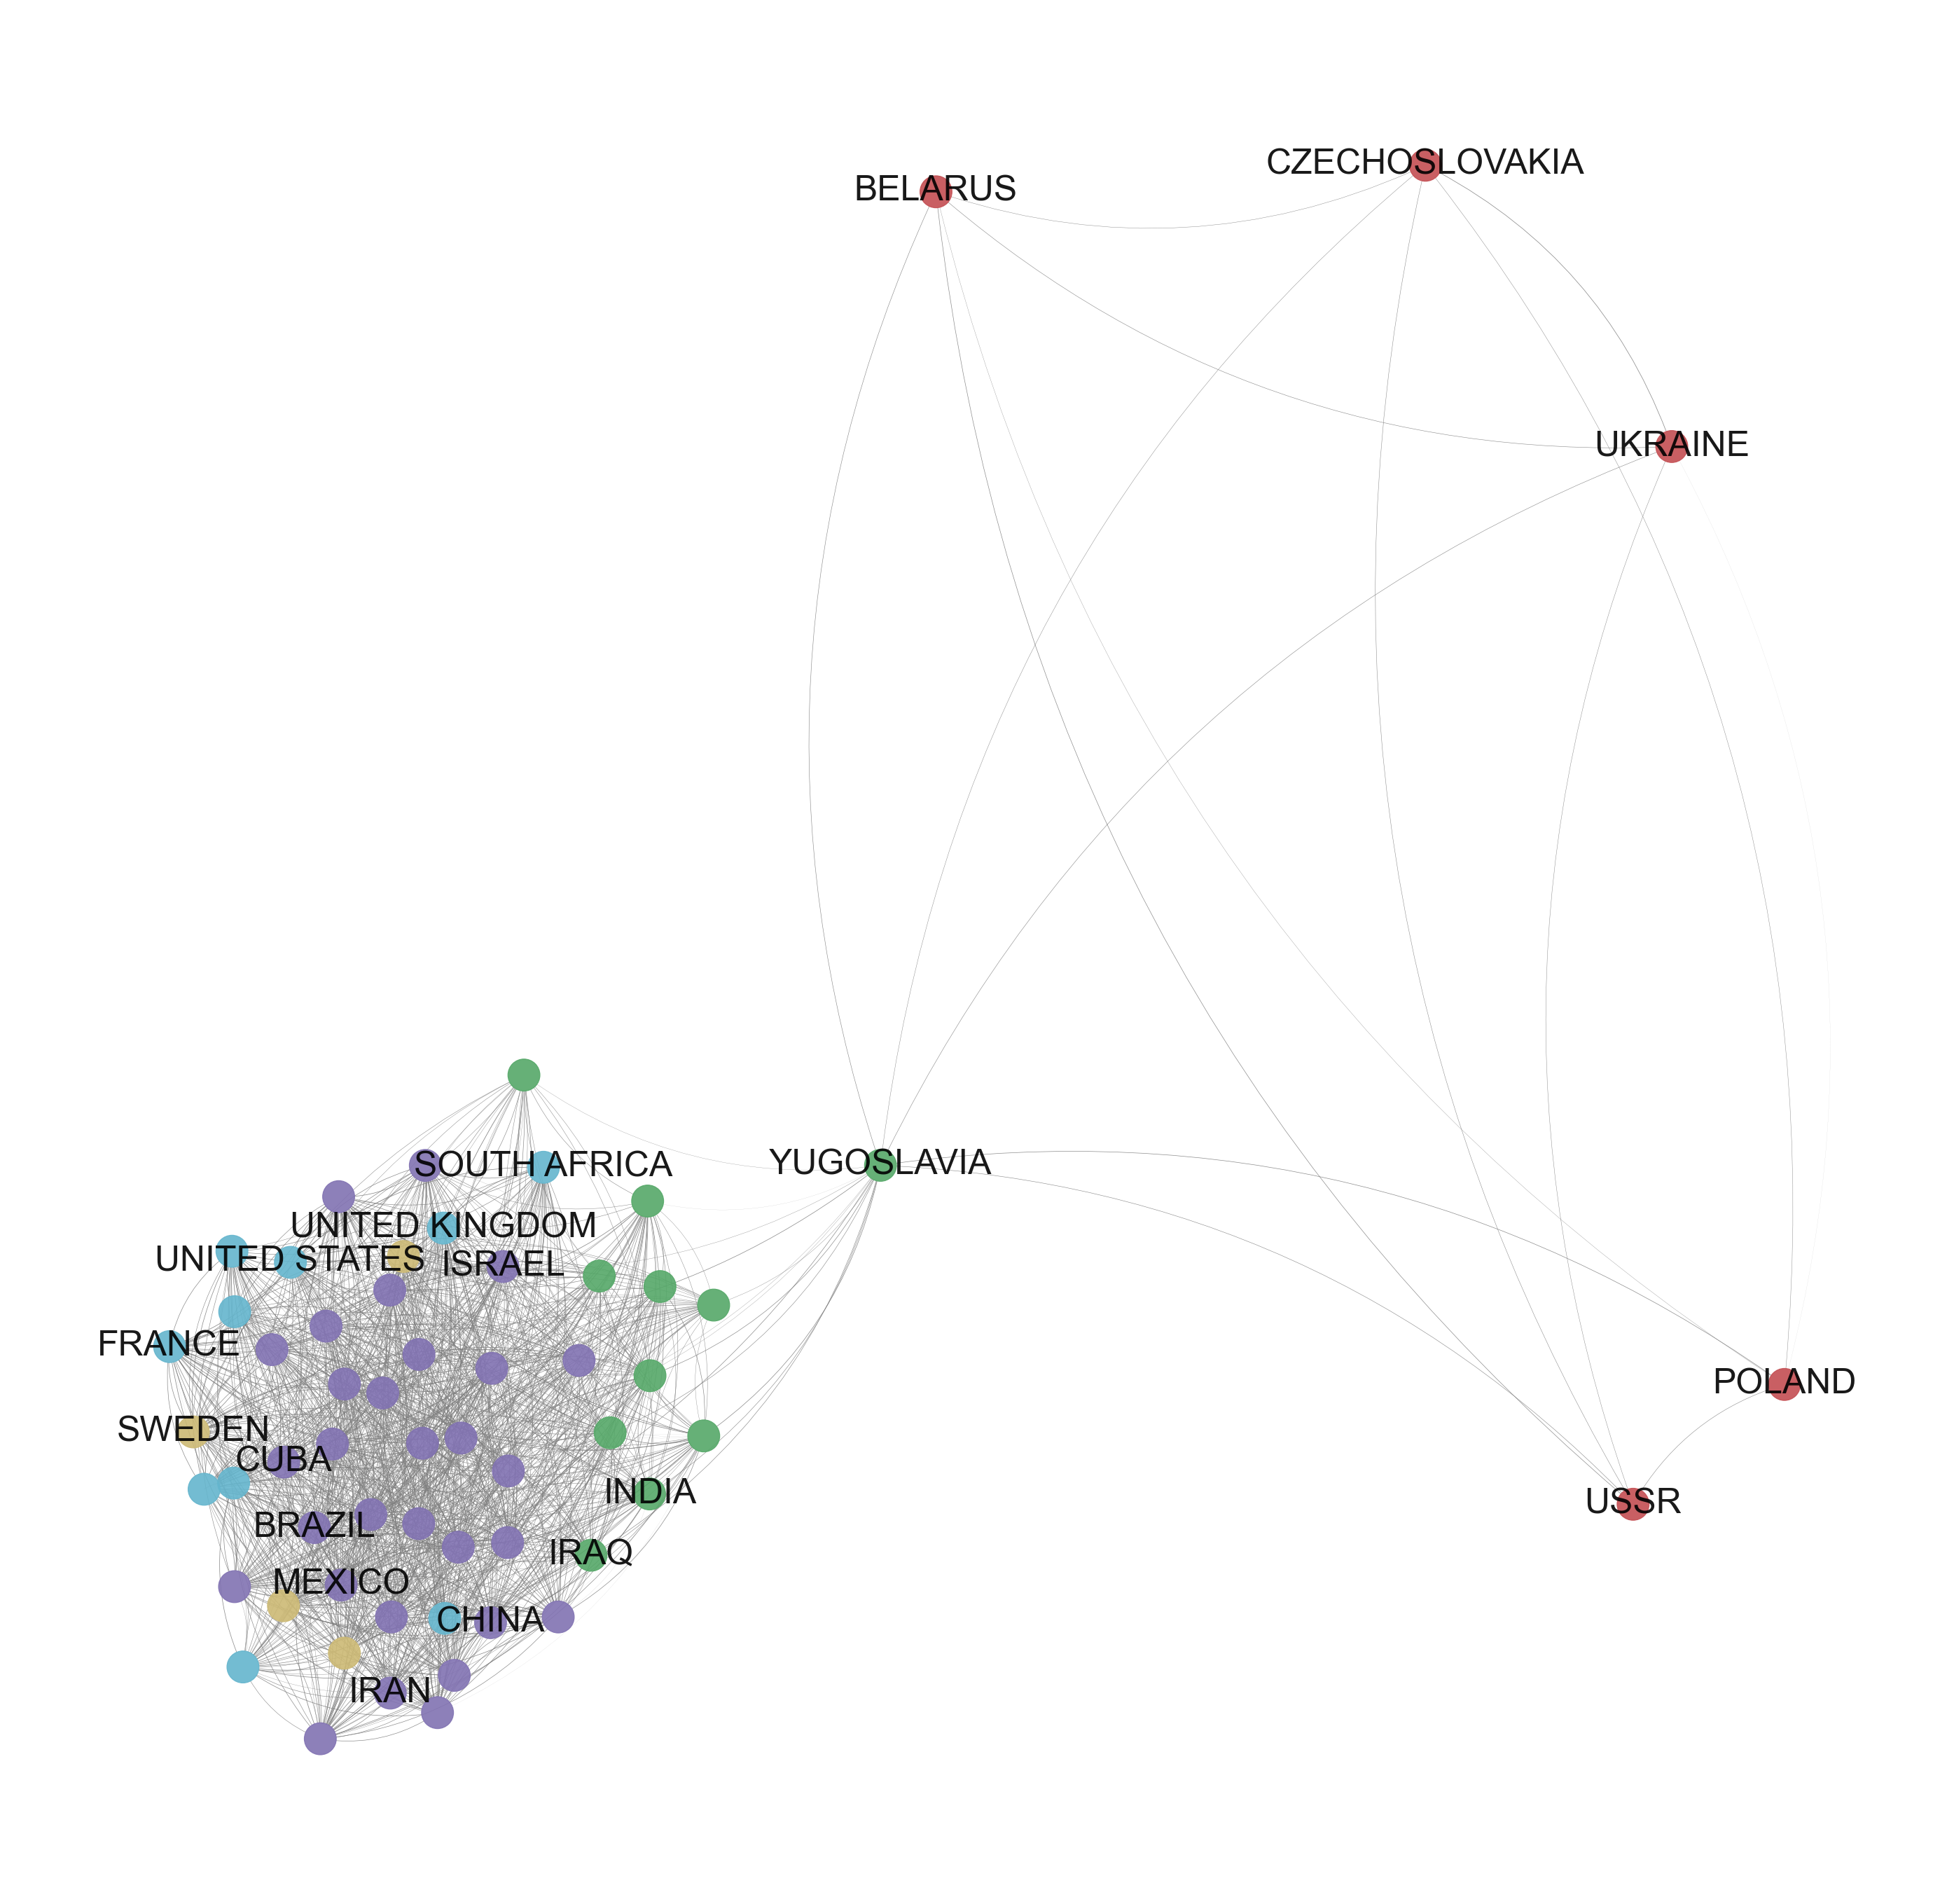 CZECHOSLOVAKIA
BELARUS
UKRAINE
YUGOSLAVIA
SOUTH AFRICA
UNITED KINGDOM
UNITED STATES
ISRAEL
FRANCE
POLAND
SWEDEN
CUBA
INDIA
USSR
BRAZIL
IRAQ
MEXICO
CHINA
IRAN